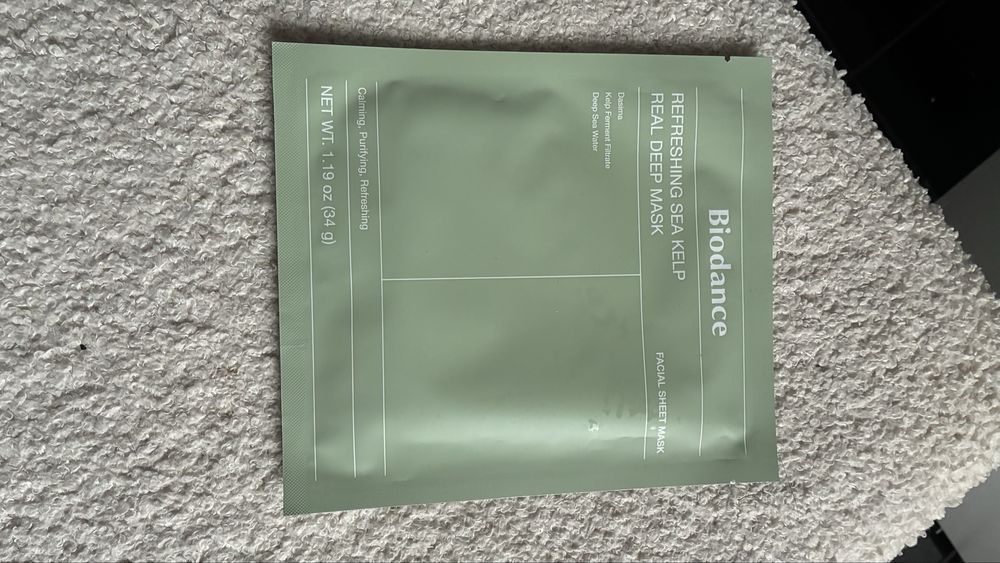 Biodance
REFRESHING SEA KELP
REAL DEEP MASK
FACIAL SHEET MASK
Dasima
Kelp Ferment Filtrate
Deep Sea Water
Calming, Purifying, Refreshing
NET WT. 1.19 oz (34 g)